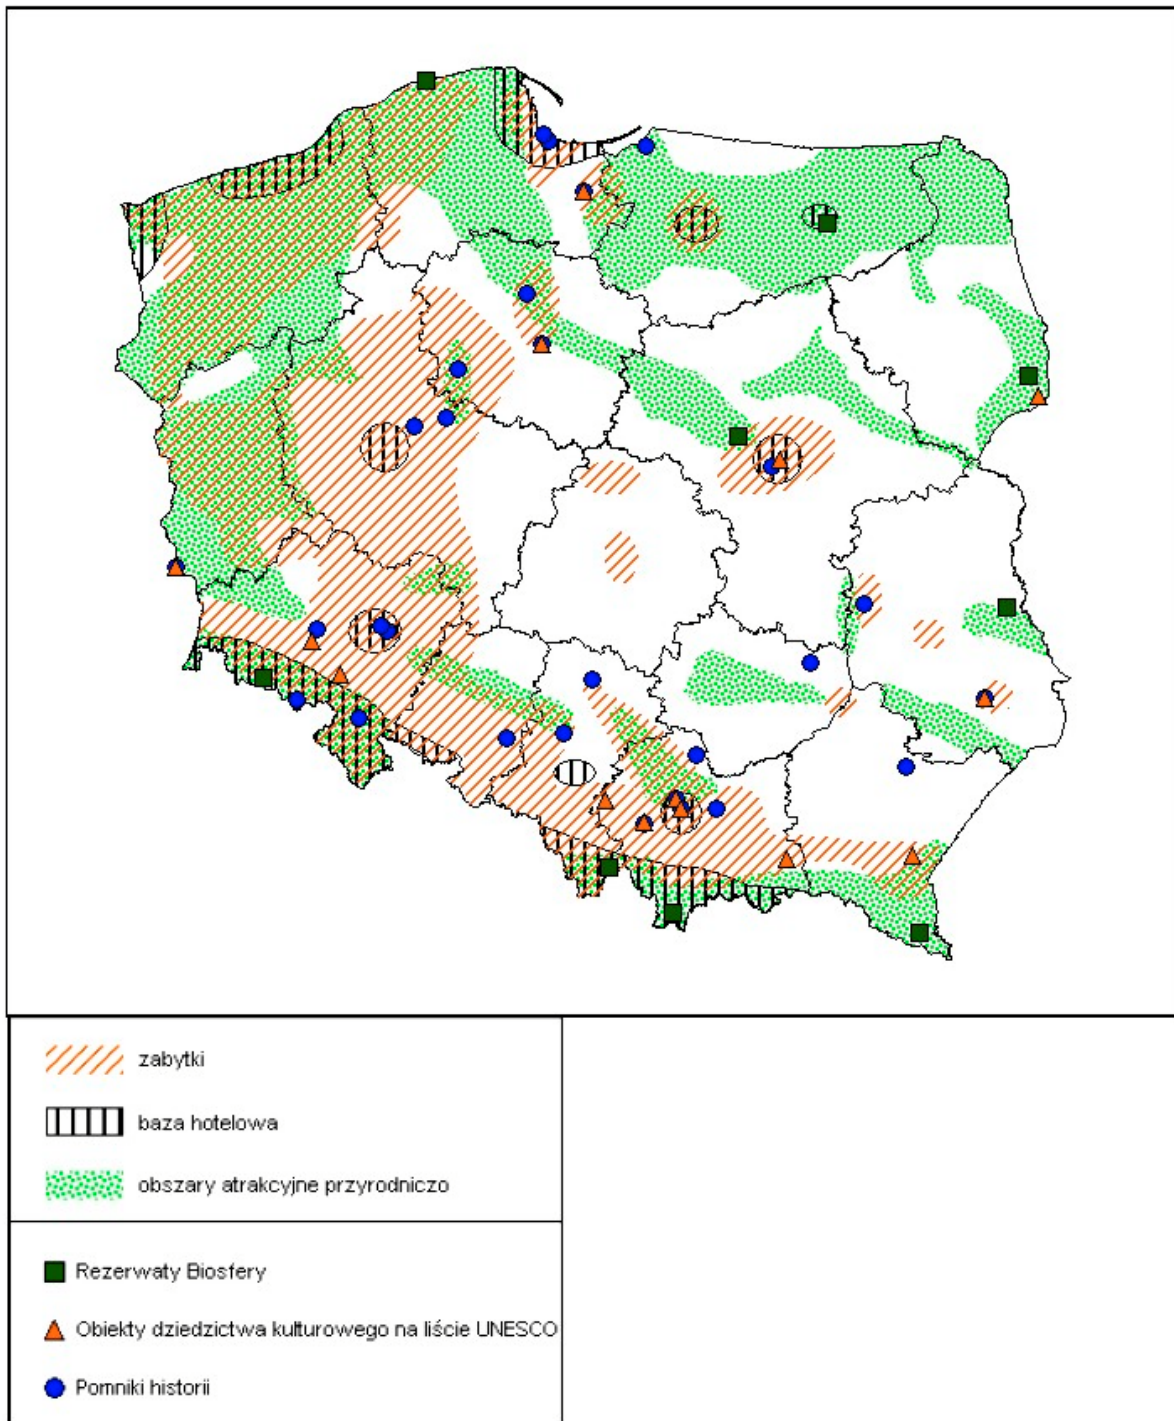 zabytki
baza hotelowa
obszary atrakcyjne przyrodniczo
Rezerwaty Biosfery
Obiekty dziedzictwa kulturowego na liście UNESCO
Pomniki historii